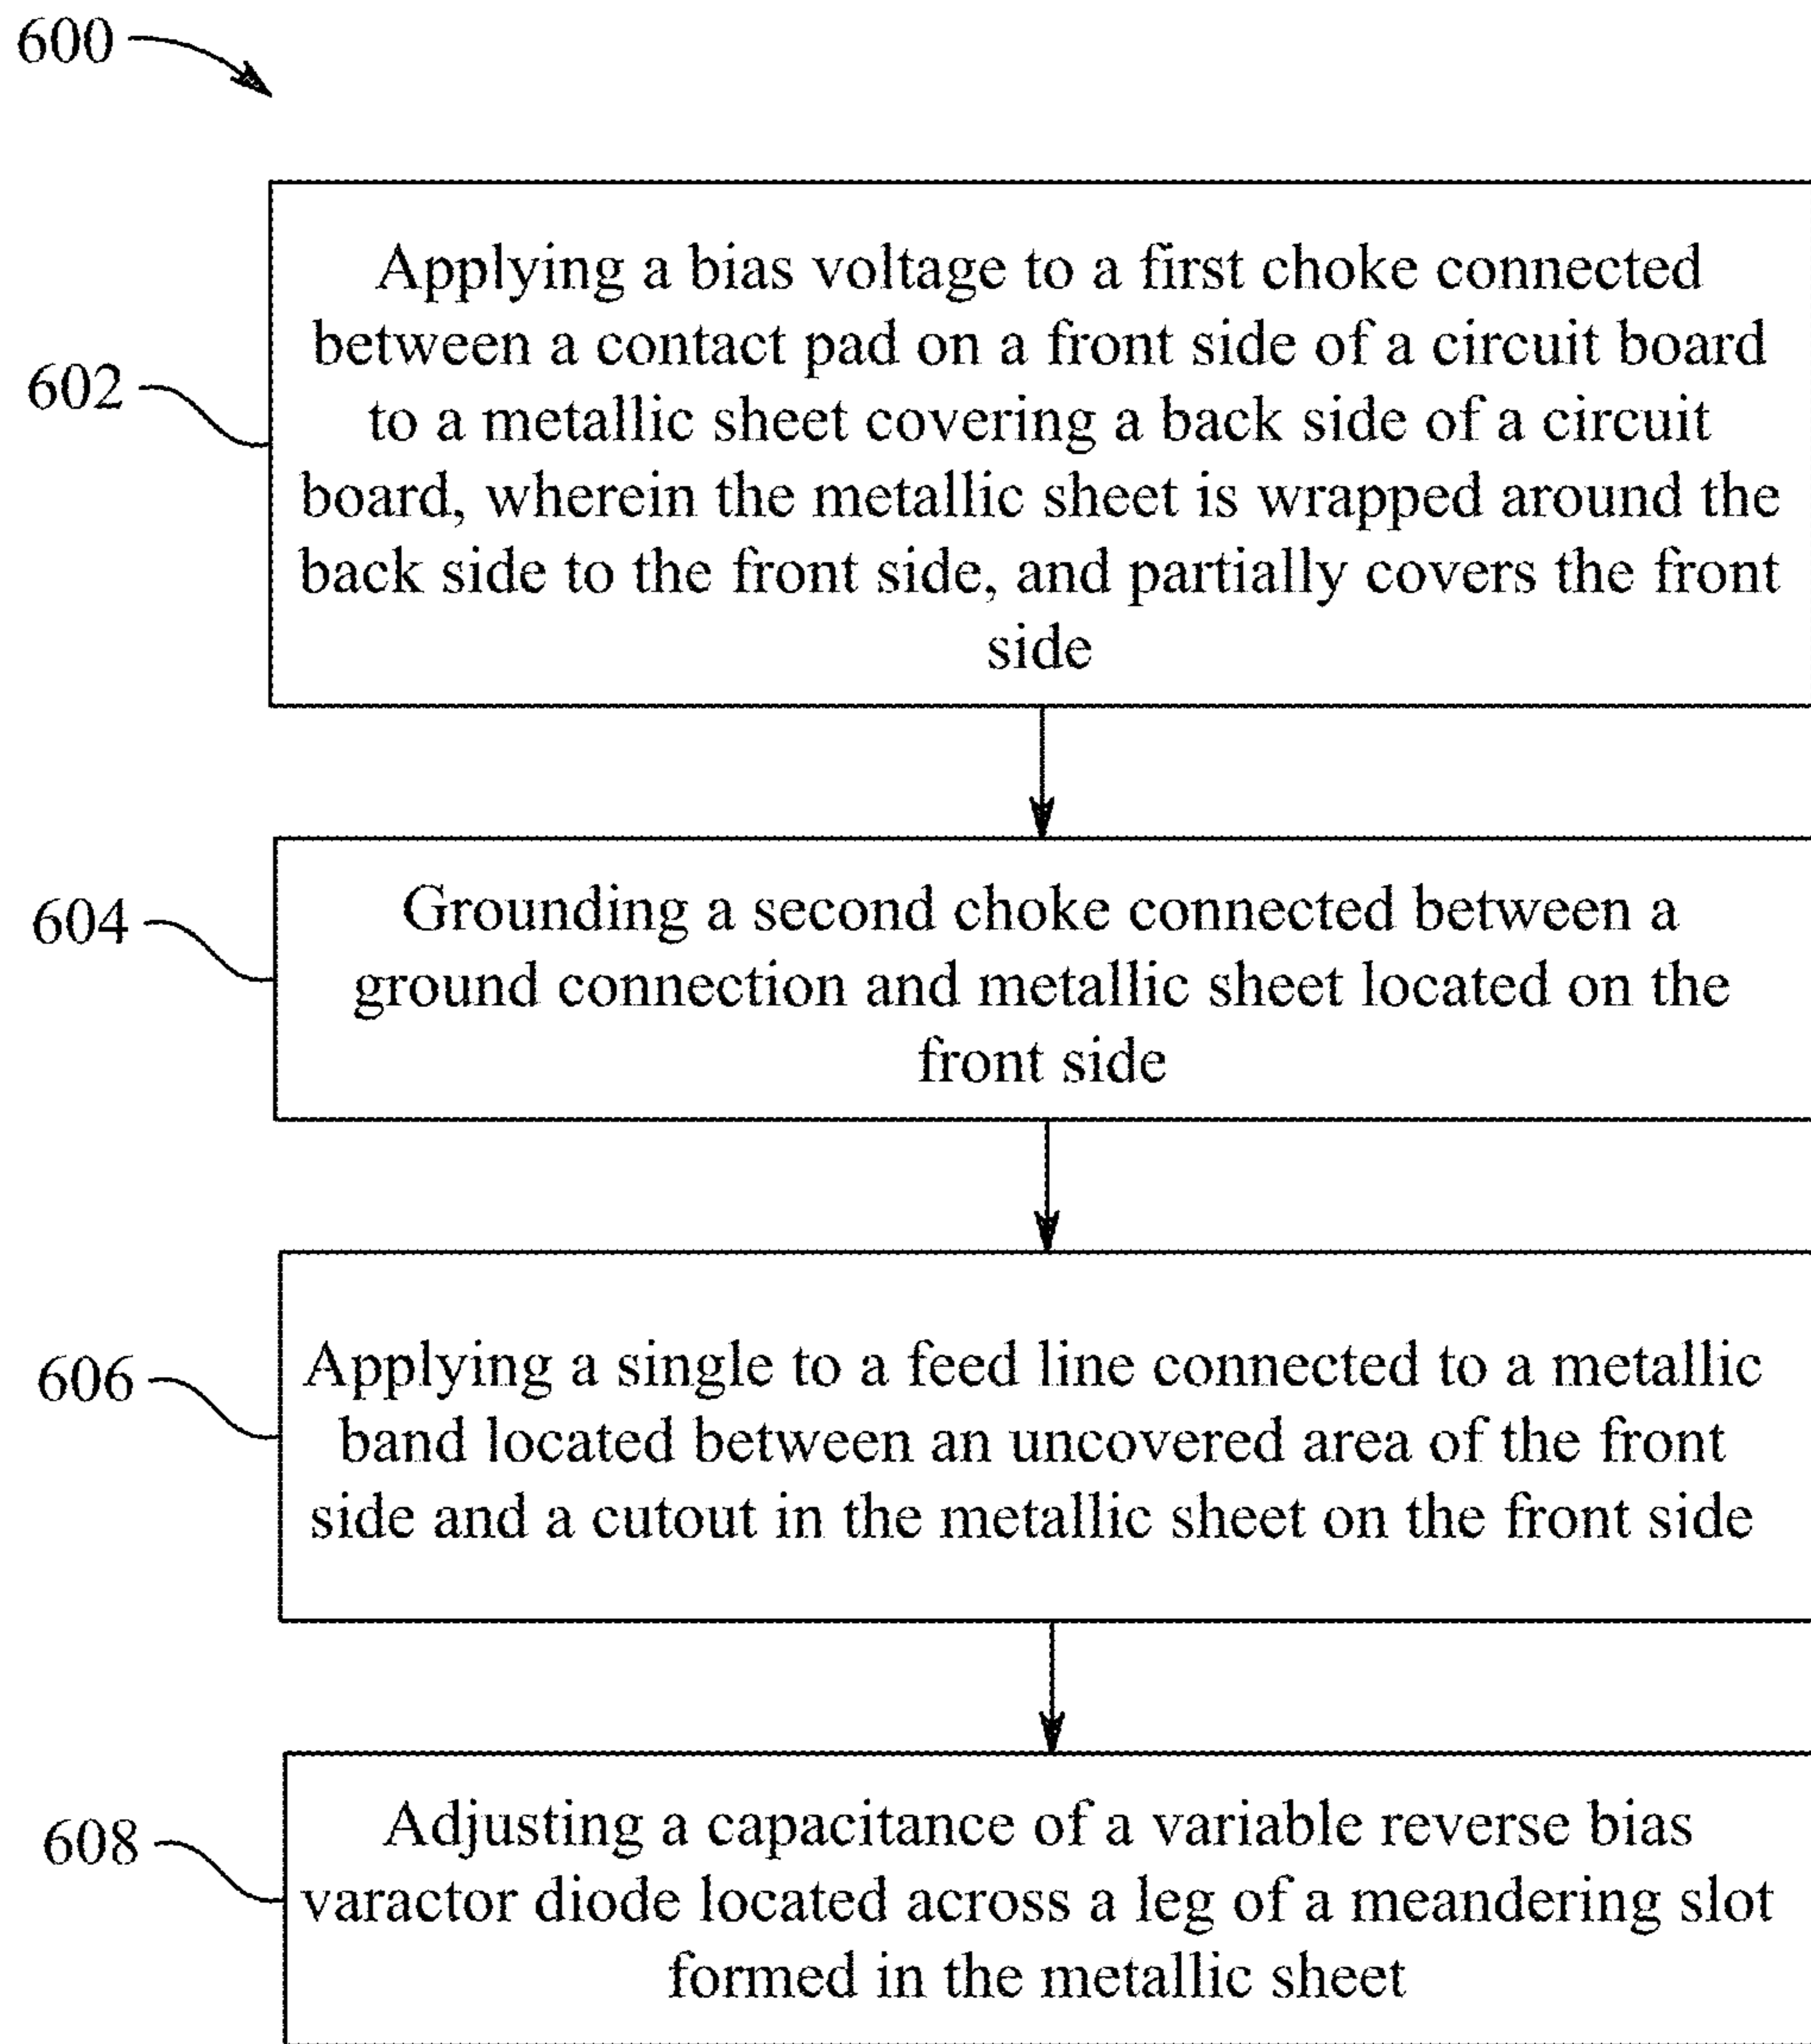 600
602
Applying a bias voltage to a first choke connected
between a contact pad on a front side of a circuit board
to a metallic sheet covering a back side of a circuit
board, wherein the metallic sheet is wrapped around the
back side to the front side, and partially covers the front
side
604
Grounding a second choke connected between a
ground connection and metallic sheet located on the
front side
606
Applying a single to a feed line connected to a metallic
band located between an uncovered area of the front
side and a cutout in the metallic sheet on the front side
608
Adjusting a capacitance of a variable reverse bias
varactor diode located across a leg of a meandering slot
formed in the metallic sheet